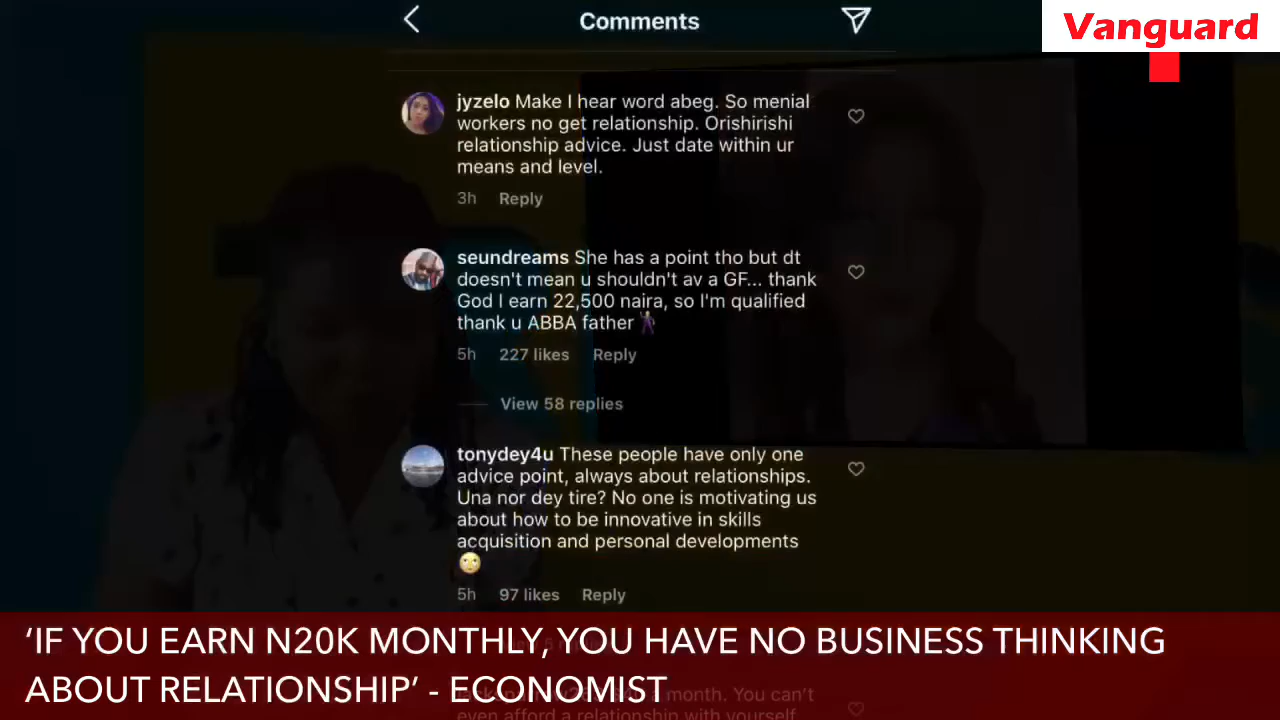 Comments
Vanguard
jyzelo Make I hear word abeg. So menial
workers no get relationship. Orishirishi
relationship advice. Just date within ur
means and level.
3h Reply
seundreams She has a point tho but dt
doesn't mean u shouldn't av a GF... thank
God I earn 22,500 naira, so I'm qualified
thank u ABBA father
5h 227 likes Reply
View 58 replies
tonydey4u These people have only one
advice point, always about relationships.
Una nor dey tire? No one is motivating us
about how to be innovative in skills
acquisition and personal developments
5h 97 likes Reply
‘IF YOU EARN N20K MONTHLY, YOU HAVE NO BUSINESS THINKING
ABOUT RELATIONSHIP’ - ECONOMIST
a month. You can't
even afford a relationship with yourself